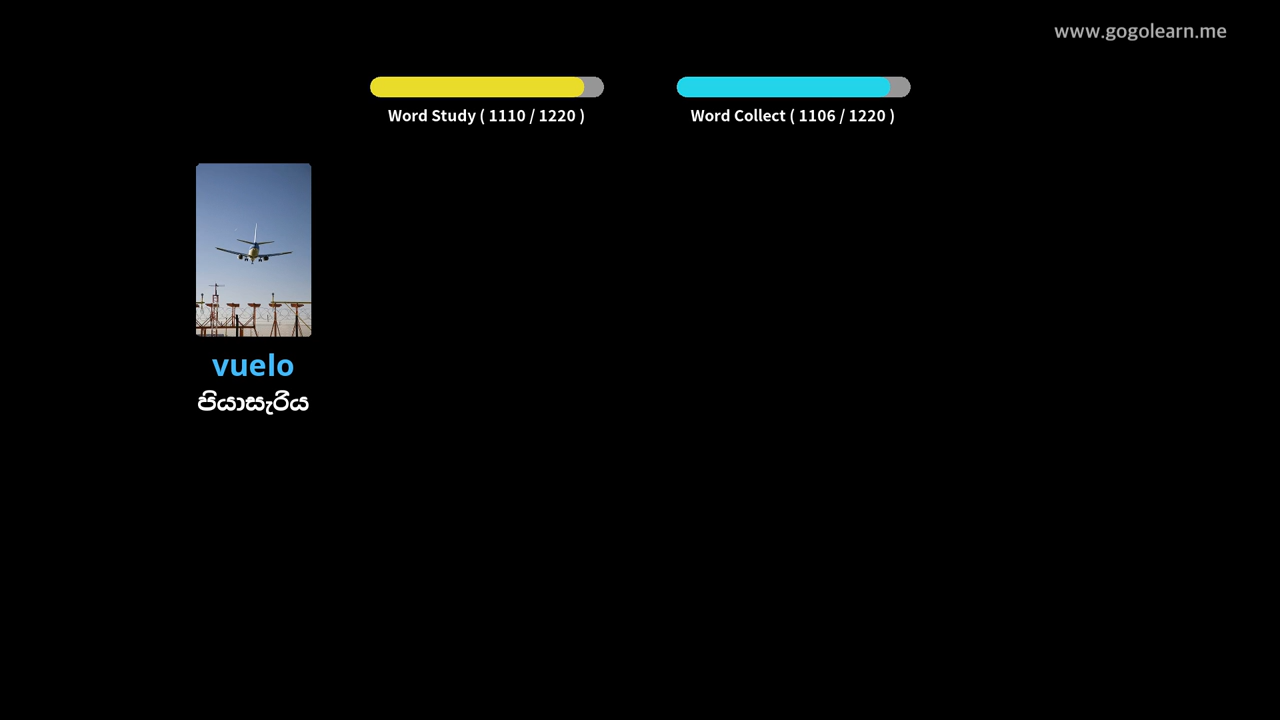 www.gogolearn.me
Word Study ( 1110 / 1220 )
Word Collect ( 1106 / 1220 )
vuelo
පියාසැරිය